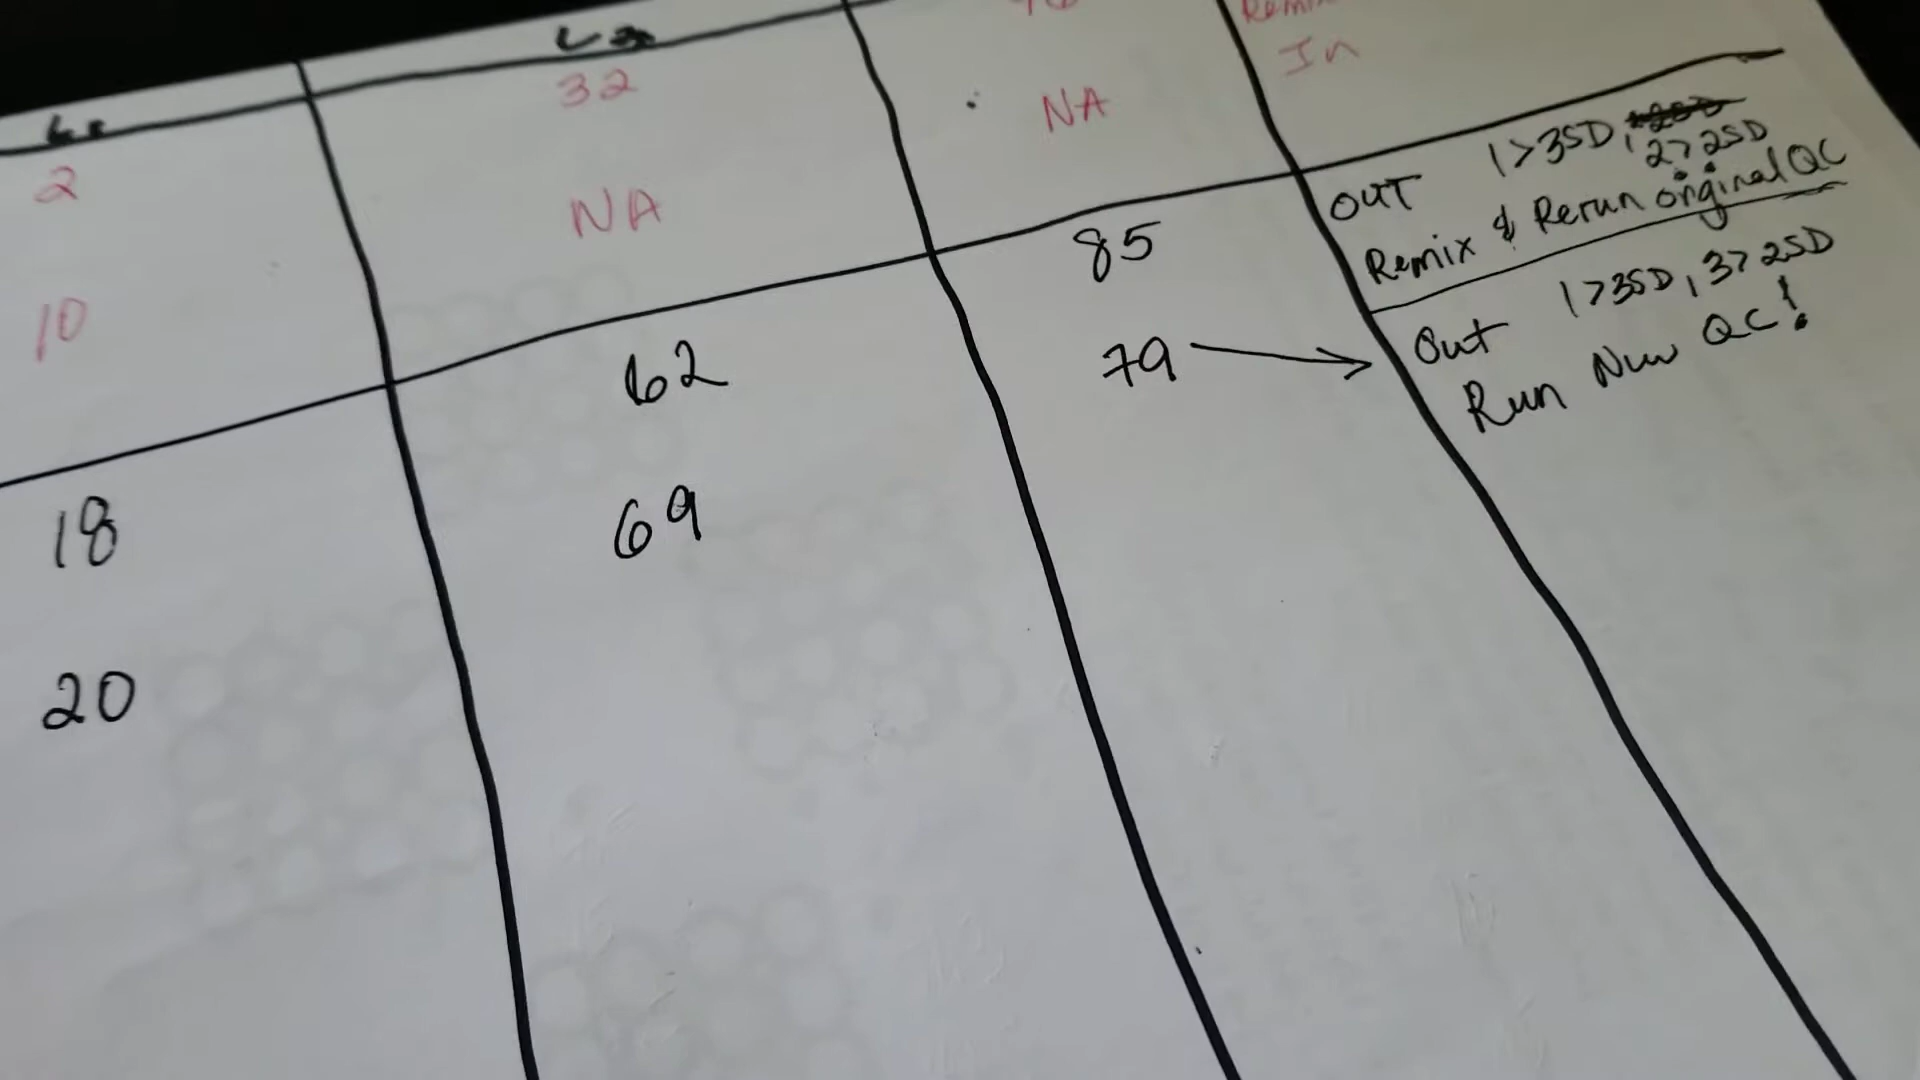 2 32
Remix
In
10 NA NA
18 62 85 OUT 1>3SD, 2>2SD
Remix & Rerun original QC
20 69 79 Out 1>3SD, 3>2SD
Run New QC!